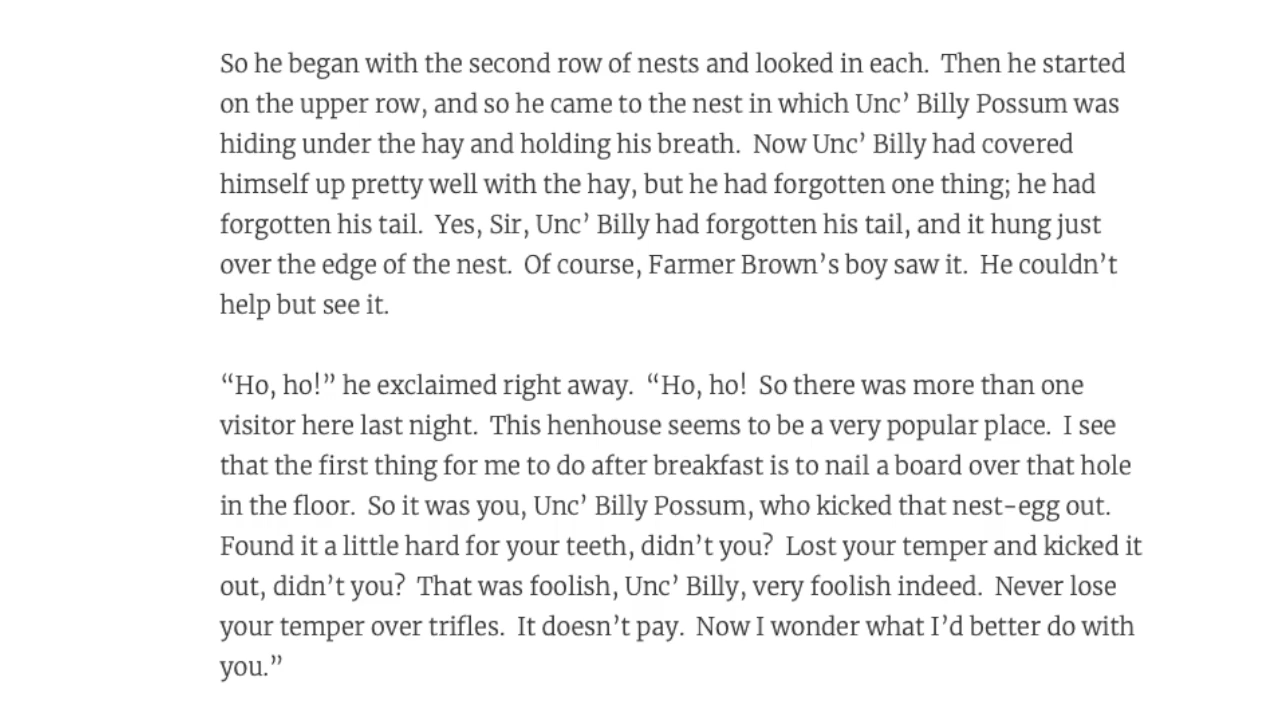 So he began with the second row of nests and looked in each.  Then he started
on the upper row, and so he came to the nest in which Unc’ Billy Possum was
hiding under the hay and holding his breath.  Now Unc’ Billy had covered
himself up pretty well with the hay, but he had forgotten one thing; he had
forgotten his tail.  Yes, Sir, Unc’ Billy had forgotten his tail, and it hung just
over the edge of the nest.  Of course, Farmer Brown’s boy saw it.  He couldn’t
help but see it.
“Ho, ho!” he exclaimed right away.  “Ho, ho!  So there was more than one
visitor here last night.  This henhouse seems to be a very popular place.  I see
that the first thing for me to do after breakfast is to nail a board over that hole
in the floor.  So it was you, Unc’ Billy Possum, who kicked that nest-egg out.
Found it a little hard for your teeth, didn’t you?  Lost your temper and kicked it
out, didn’t you?  That was foolish, Unc’ Billy, very foolish indeed.  Never lose
your temper over trifles.  It doesn’t pay.  Now I wonder what I’d better do with
you.”